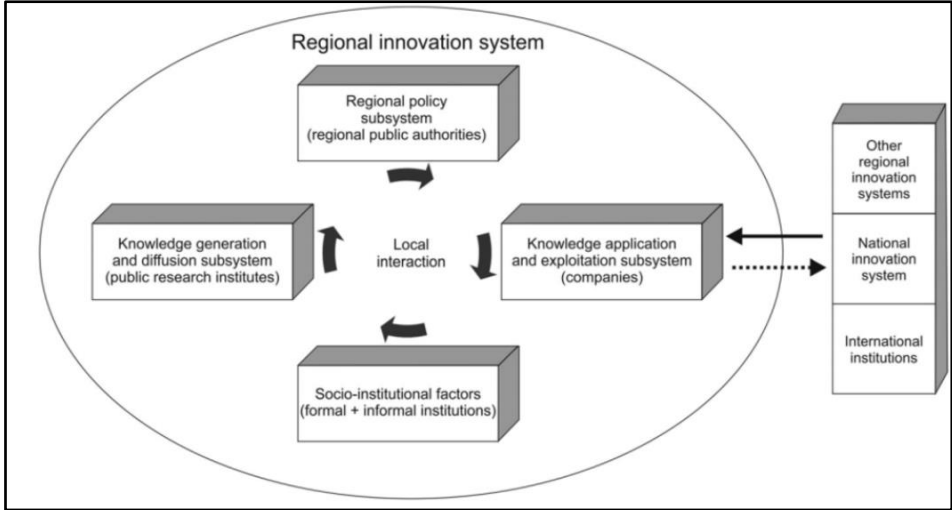 Regional innovation system
Regional policy
subsystem
(regional public authorities)
Knowledge generation
and diffusion subsystem
(public research institutes)
Local
interaction
Knowledge application
and exploitation subsystem
(companies)
Socio-institutional factors
(formal + informal institutions)
Other
regional
innovation
systems
National
innovation
system
International
institutions